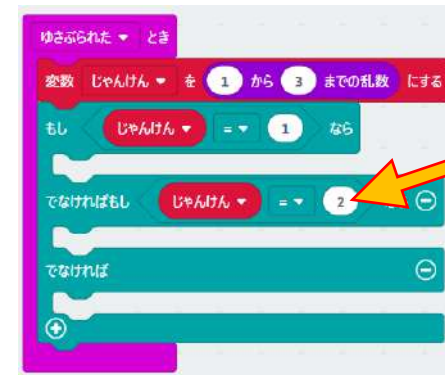 ゆさぶられた とき
変数 じゃんけん を 1 から 3 までの乱数 にする
もし じゃんけん = 1 なら
でなければもし じゃんけん = 2
でなければ